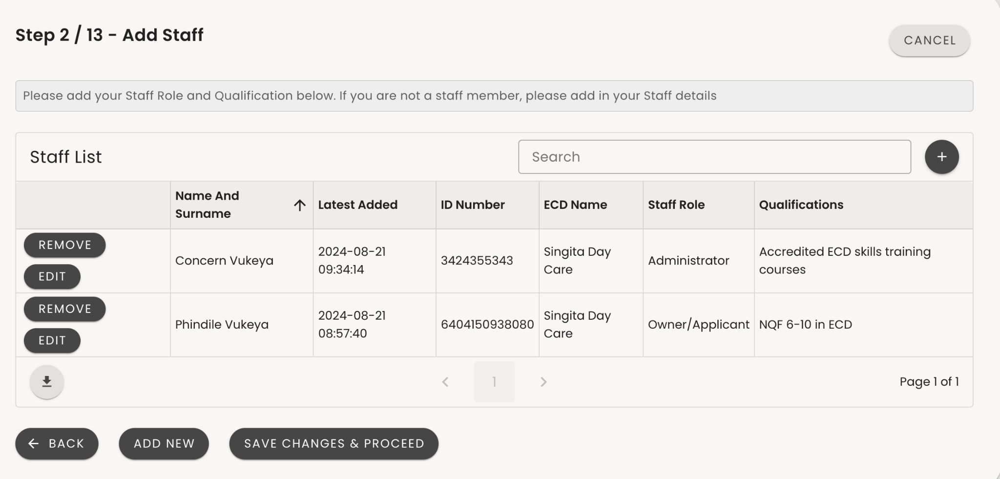 Step 2 / 13 - Add Staff
CANCEL
Please add your Staff Role and Qualification below. If you are not a staff member, please add in your Staff details
Staff List
Search
Name And
Surname
Latest Added
ID Number
ECD Name
Staff Role
Qualifications
REMOVE
EDIT
Concern Vukeya
2024-08-21
09:34:14
3424355343
Singita Day
Care
Administrator
Accredited ECD skills training
courses
REMOVE
EDIT
Phindile Vukeya
2024-08-21
08:57:40
6404150938080
Singita Day
Care
Owner/Applicant
NQF 6-10 in ECD
1
Page 1 of 1
BACK
ADD NEW
SAVE CHANGES & PROCEED